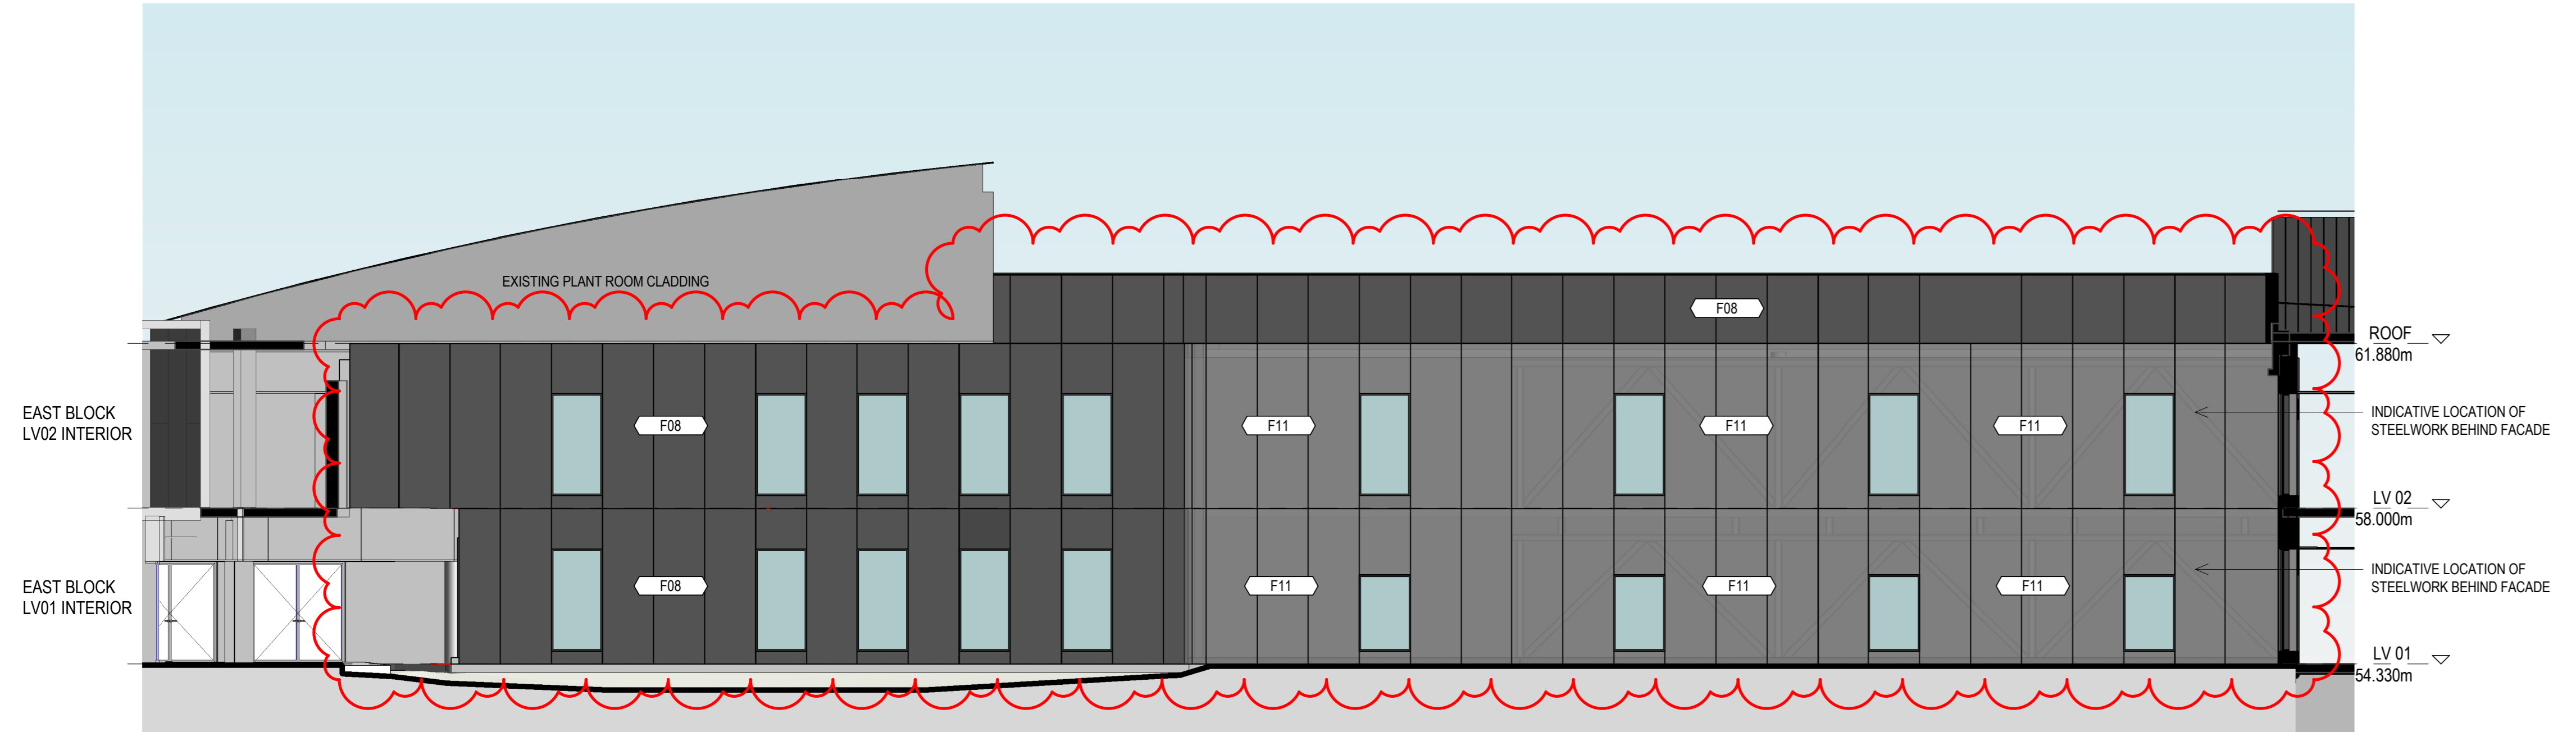 EXISTING PLANT ROOM CLADDING
F08
ROOF
61.880m
EAST BLOCK
LV02 INTERIOR
F08
F11
F11
F11
INDICATIVE LOCATION OF
STEELWORK BEHIND FACADE
LV 02
58.000m
EAST BLOCK
LV01 INTERIOR
F08
F11
F11
F11
INDICATIVE LOCATION OF
STEELWORK BEHIND FACADE
LV 01
54.330m